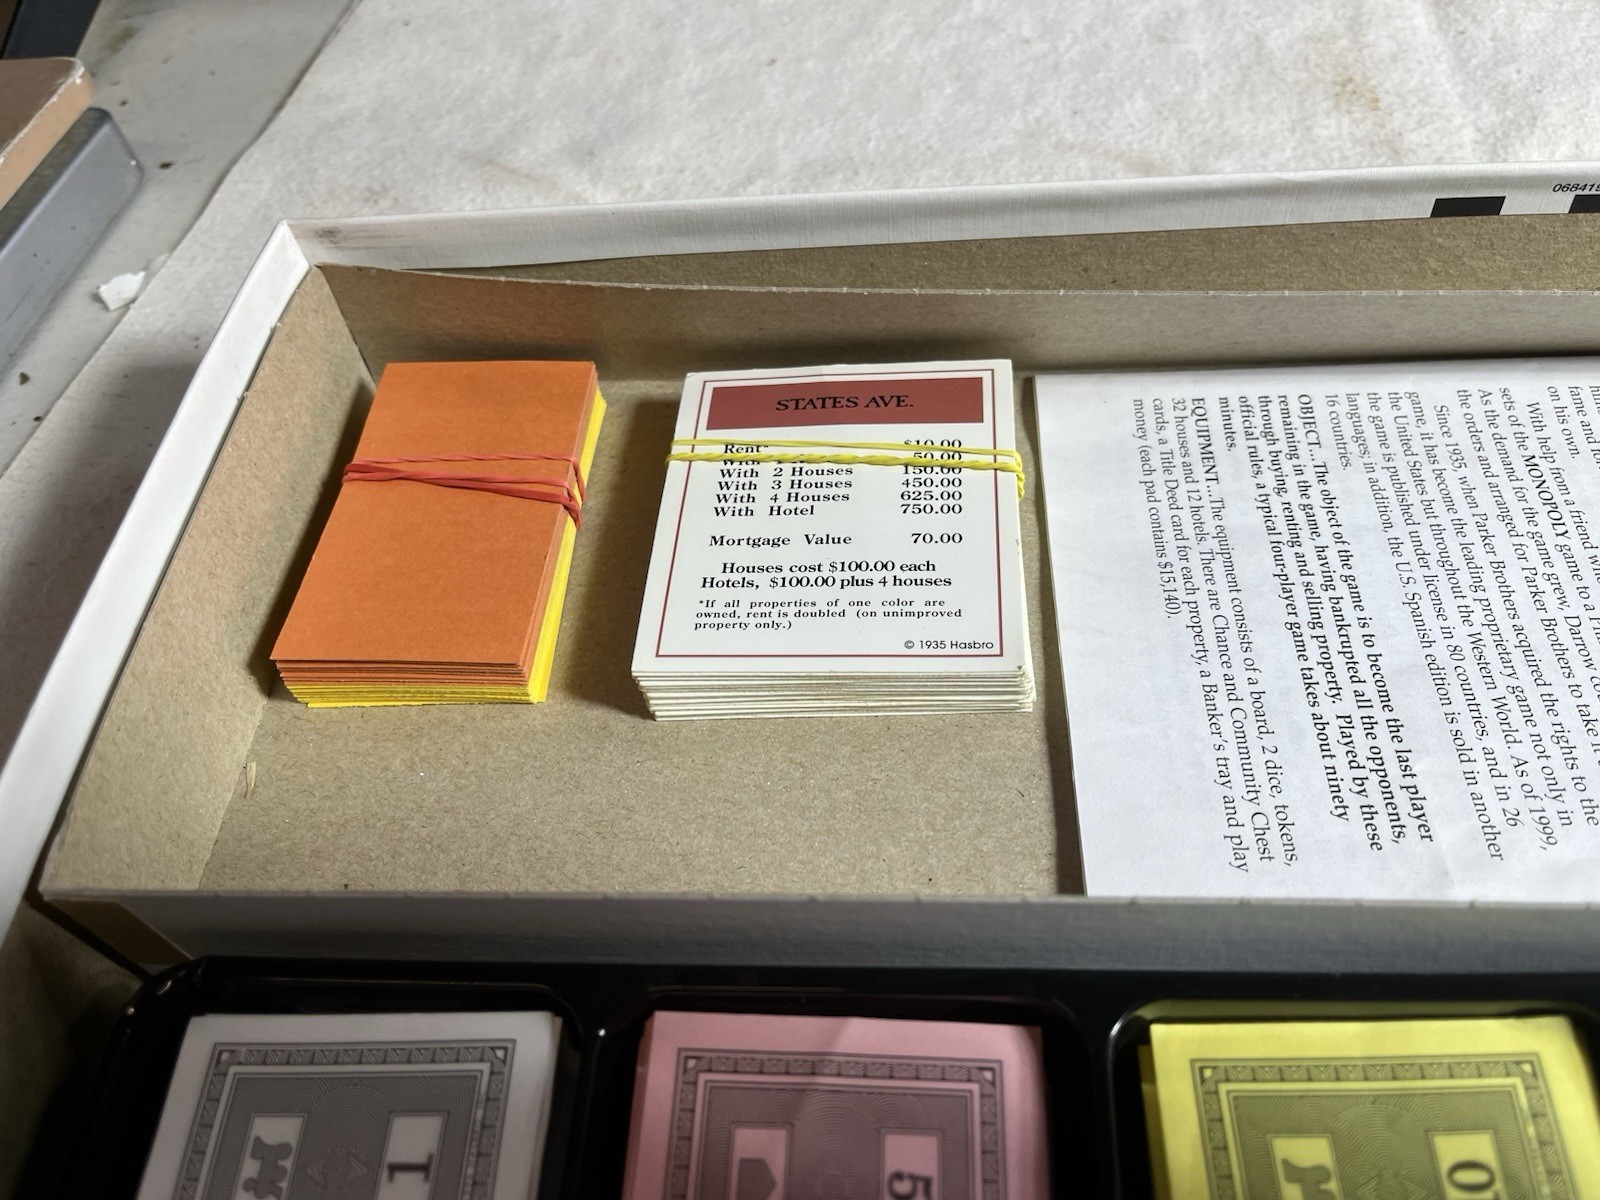 068419
STATES AVE.
Rent* $10.00
With 50.00
With 2 Houses 150.00
With 3 Houses 450.00
With 4 Houses 625.00
With Hotel 750.00
Mortgage Value 70.00
Houses cost $100.00 each
Hotels, $100.00 plus 4 houses
*If all properties of one color are
owned, rent is doubled (on unimproved
property only.)
© 1935 Hasbro
fame and
on his own.
With help from a friend who
sets of the MONOPOLY game to a
As the demand for the game grew, Darrow
the orders and arranged for Parker Brothers to take it
Since 1935, when Parker Brothers acquired the rights to the
game, it has become the leading proprietary game not only in
the United States but throughout the Western World. As of 1999,
the game is published under license in 80 countries, and in 26
languages; in addition, the U.S. Spanish edition is sold in another
16 countries.
OBJECT...The object of the game is to become the last player
remaining in the game, having bankrupted all the opponents,
through buying, renting and selling property. Played by these
official rules, a typical four-player game takes about ninety
minutes.
EQUIPMENT...The equipment consists of a board, 2 dice, tokens,
32 houses and 12 hotels. There are Chance and Community Chest
cards, a Title Deed card for each property, a Banker's tray and play
money (each pad contains $15,140).
1
5
0